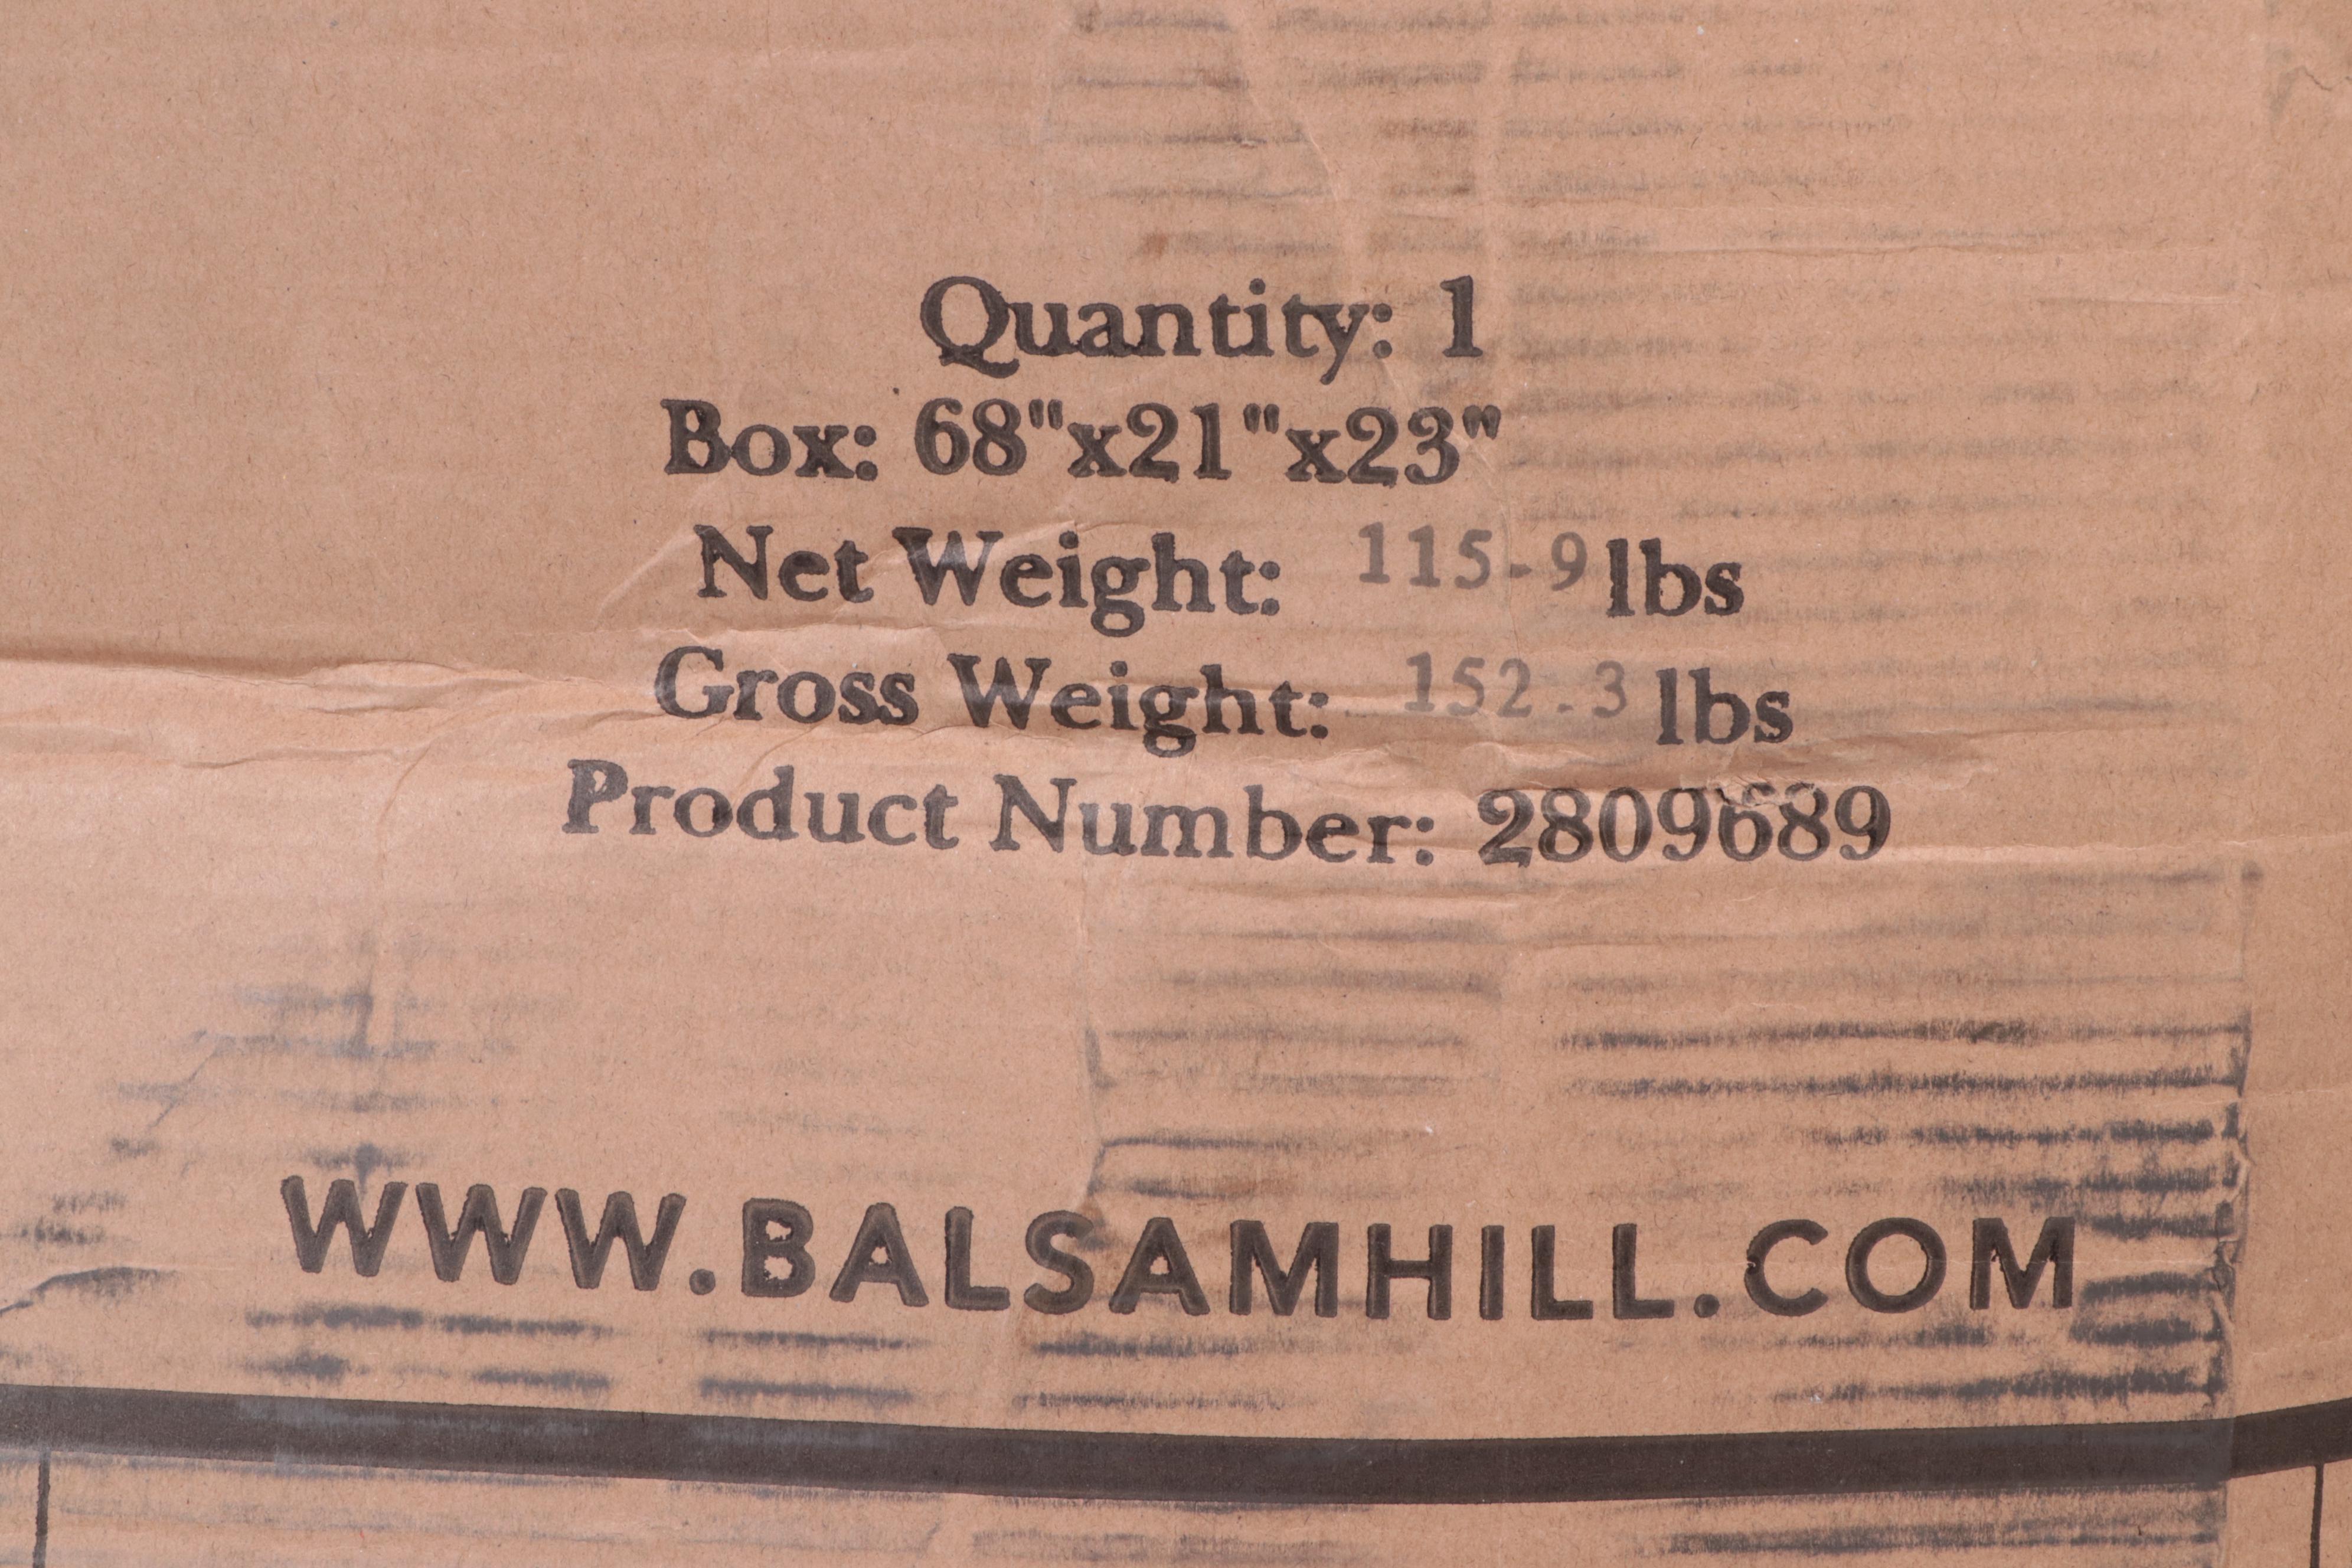 Quantity: 1
Box: 68"x21"x23"
Net Weight: 115-9 lbs
Gross Weight: 152.3 lbs
Product Number: 2809689
WWW.BALSAMHILL.COM